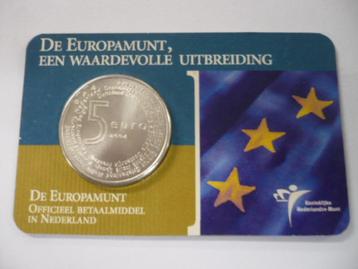 DE EUROPAMUNT,
EEN WAARDEVOLLE UITBREIDING
5
euro
2004
DE EUROPAMUNT
OFFICIEEL BETAALMIDDEL
IN NEDERLAND
Koninklijke
Nederlandse Munt